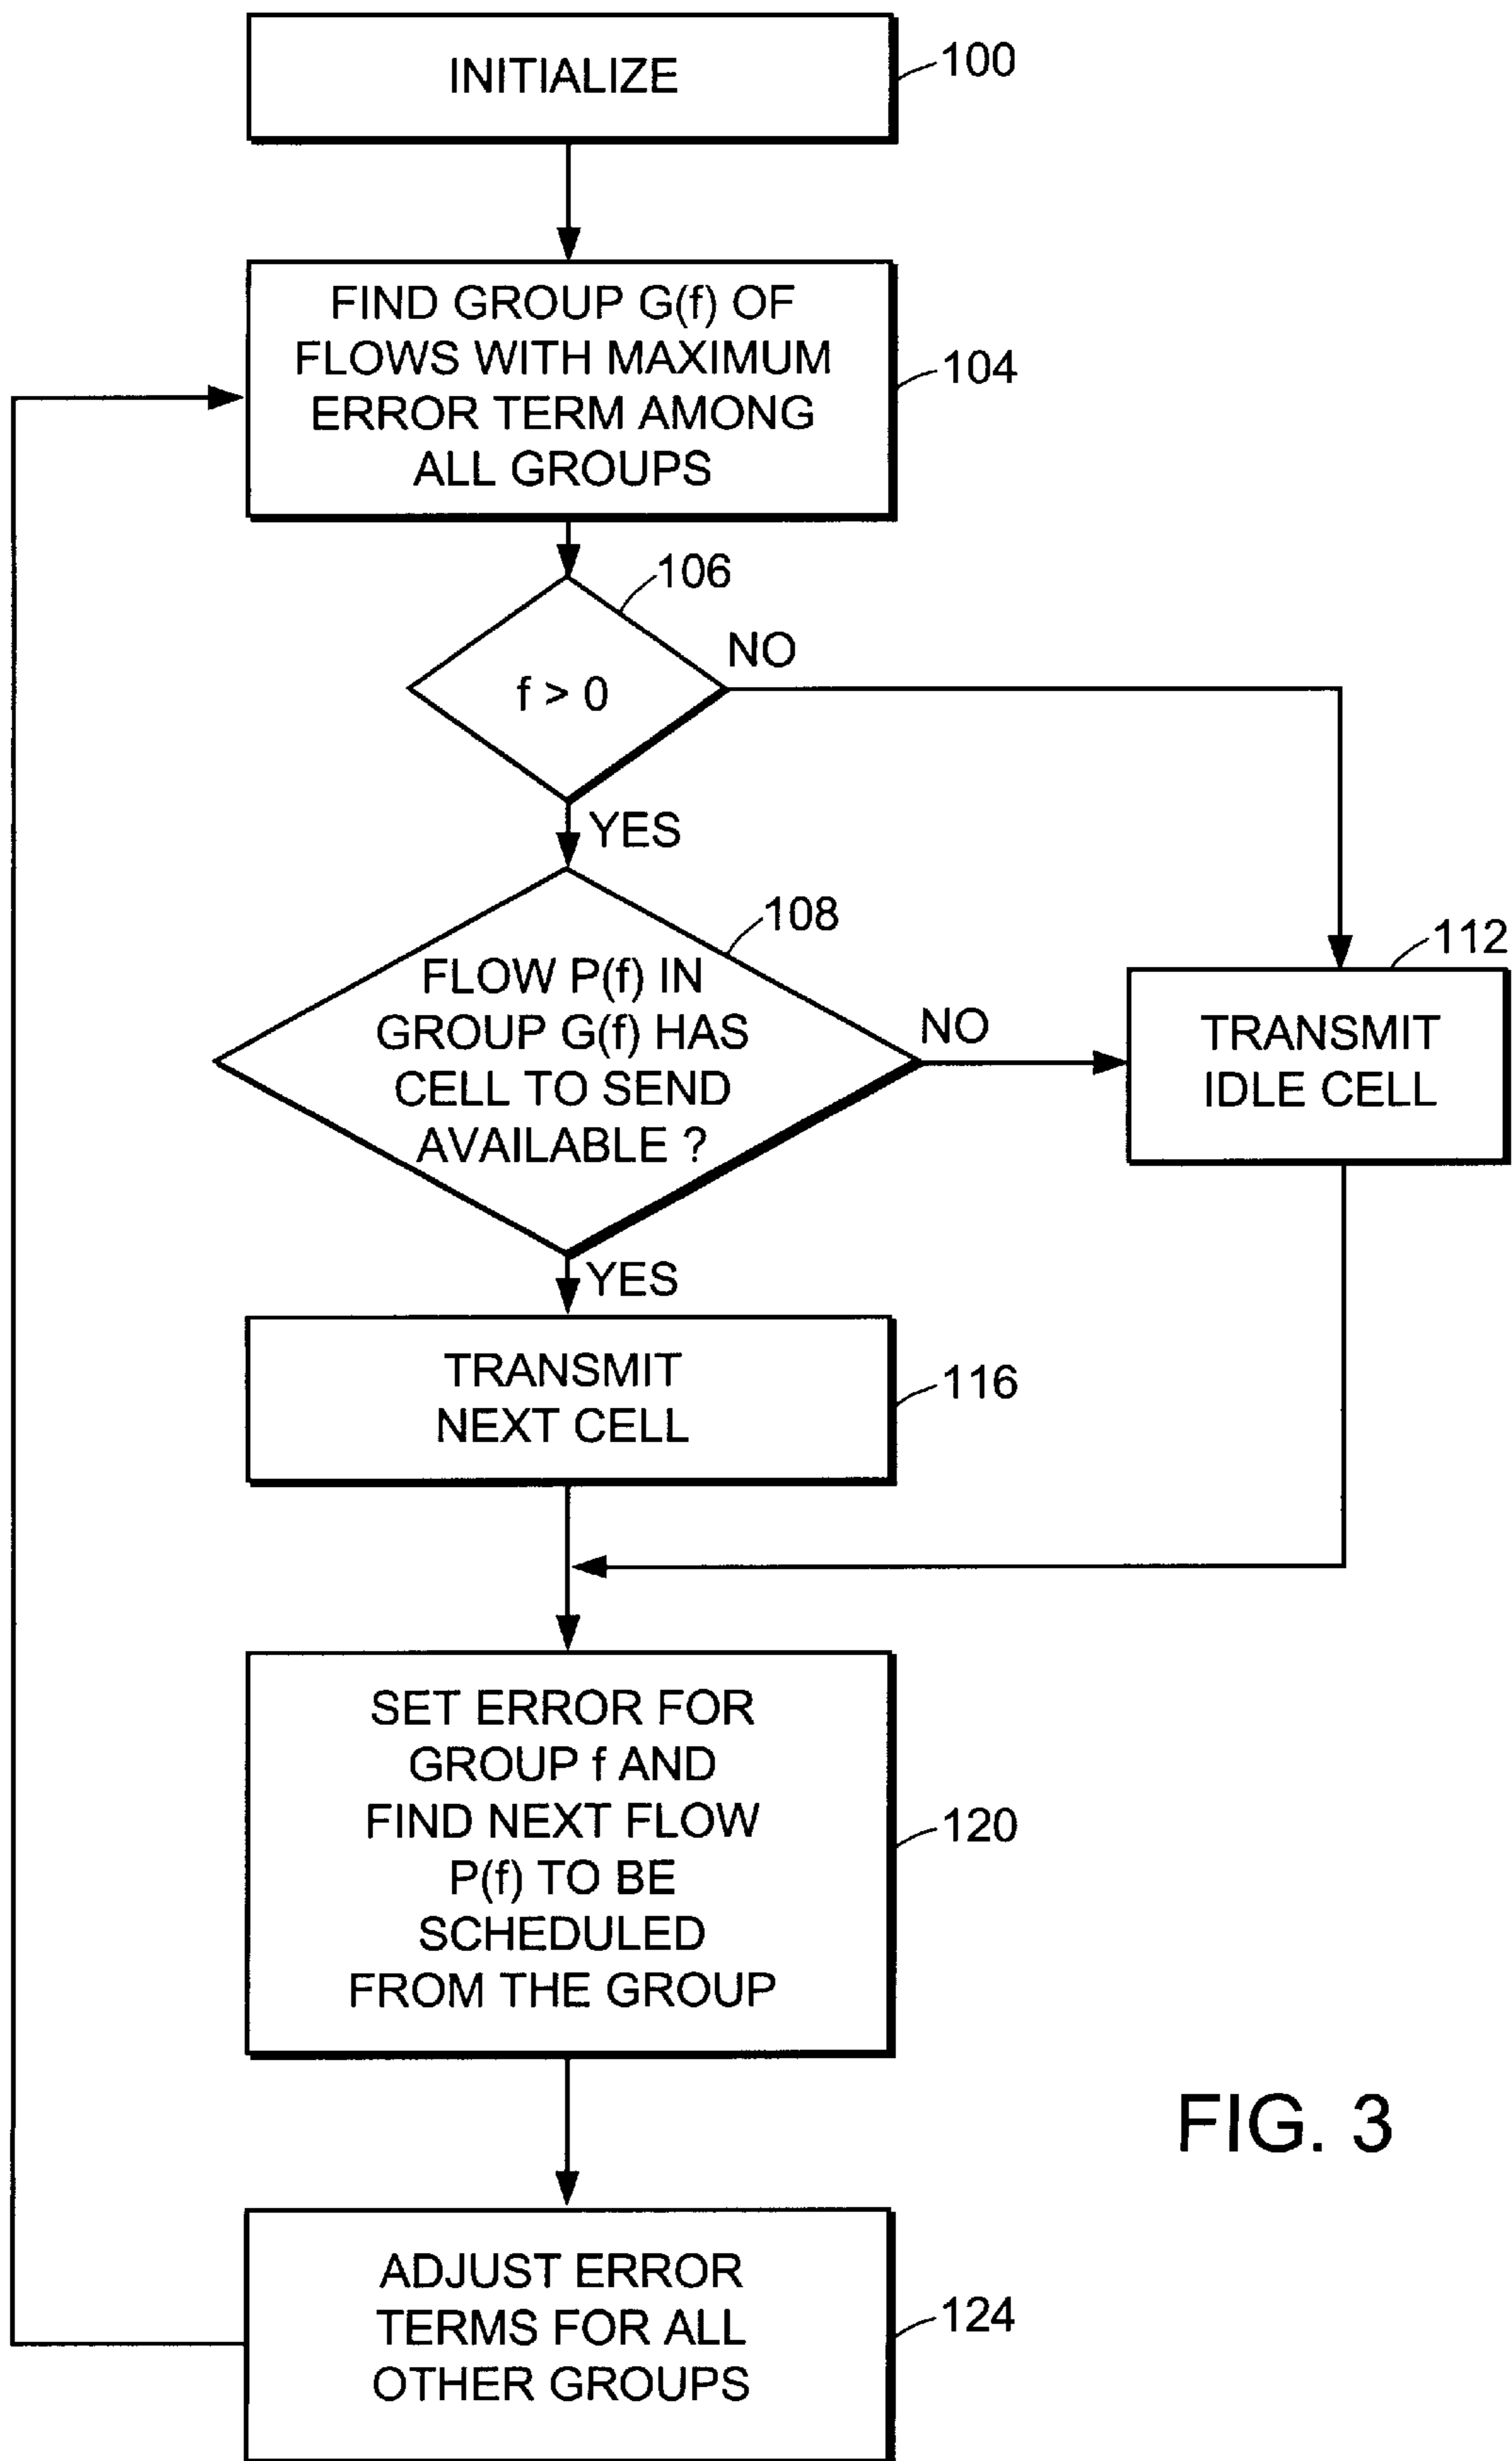 INITIALIZE
100
FIND GROUP G(f) OF
FLOWS WITH MAXIMUM
ERROR TERM AMONG
ALL GROUPS
104
106
f > 0
NO
YES
108
FLOW P(f) IN
GROUP G(f) HAS
CELL TO SEND
AVAILABLE ?
NO
112
TRANSMIT
IDLE CELL
YES
TRANSMIT
NEXT CELL
116
SET ERROR FOR
GROUP f AND
FIND NEXT FLOW
P(f) TO BE
SCHEDULED
FROM THE GROUP
120
FIG. 3
ADJUST ERROR
TERMS FOR ALL
OTHER GROUPS
124